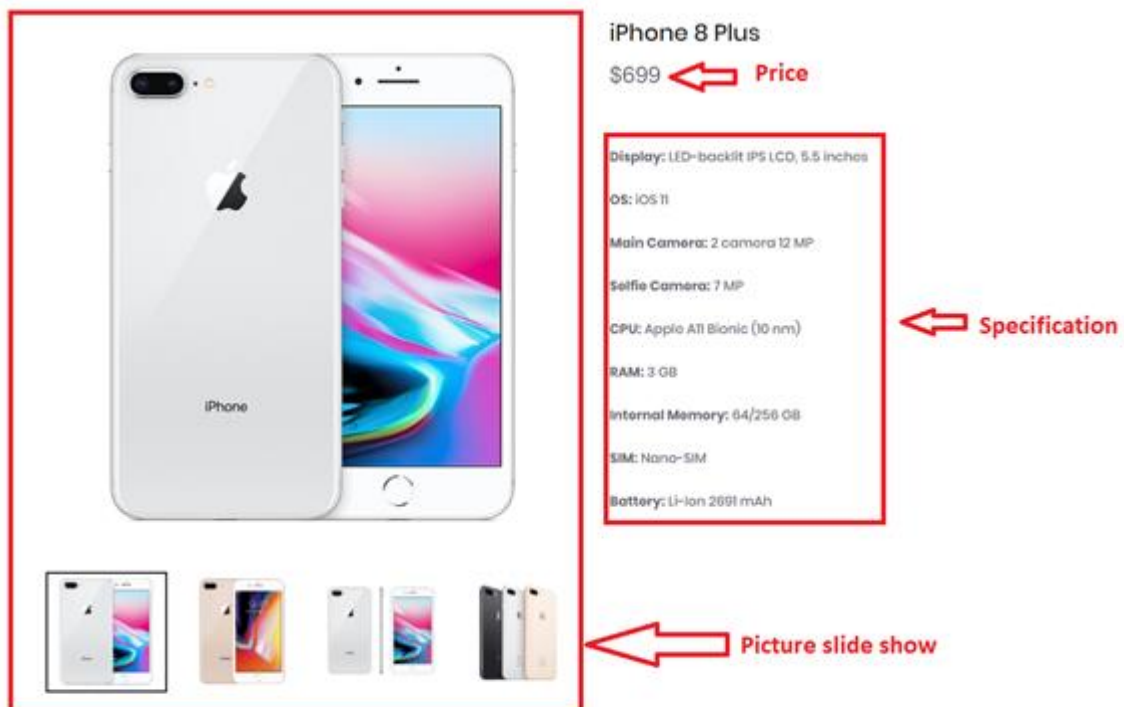 iPhone 8 Plus
$699
Price
Display: LED-backlit IPS LCD, 5.5 inches
OS: iOS 11
Main Camera: 2 camera 12 MP
Selfie Camera: 7 MP
CPU: Apple A11 Bionic (10 nm)
Specification
RAM: 3 GB
Internal Memory: 64/256 GB
SIM: Nano-SIM
Battery: Li-Ion 2691 mAh
iPhone
Picture slide show